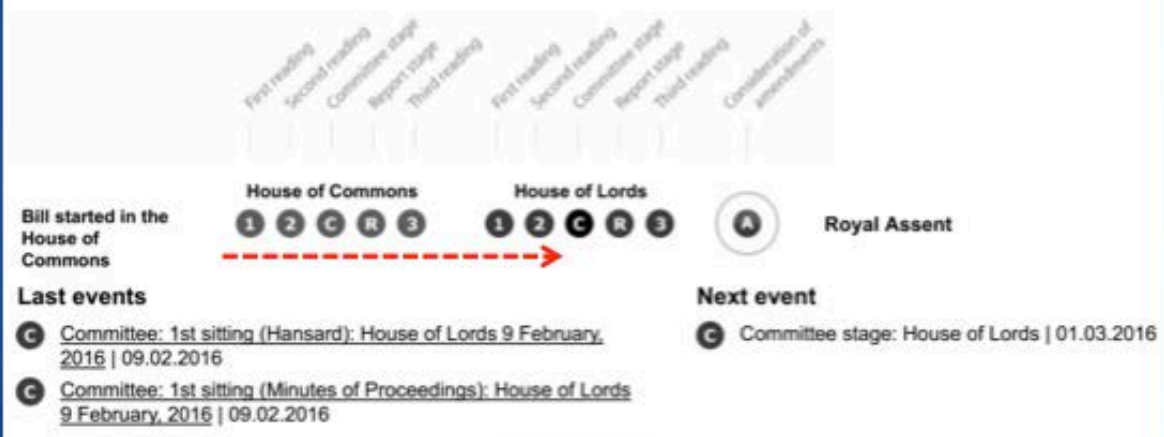 First reading
Second reading
Committee stage
Report stage
Third reading
First reading
Second reading
Committee stage
Report stage
Third reading
Consideration of
amendments
House of Commons
House of Lords
Bill started in the
House of
Commons
1 2 C R 3
1 2 C R 3
A
Royal Assent
Last events
Next event
C Committee: 1st sitting (Hansard): House of Lords 9 February,
2016 | 09.02.2016
C Committee stage: House of Lords | 01.03.2016
C Committee: 1st sitting (Minutes of Proceedings): House of Lords
9 February, 2016 | 09.02.2016